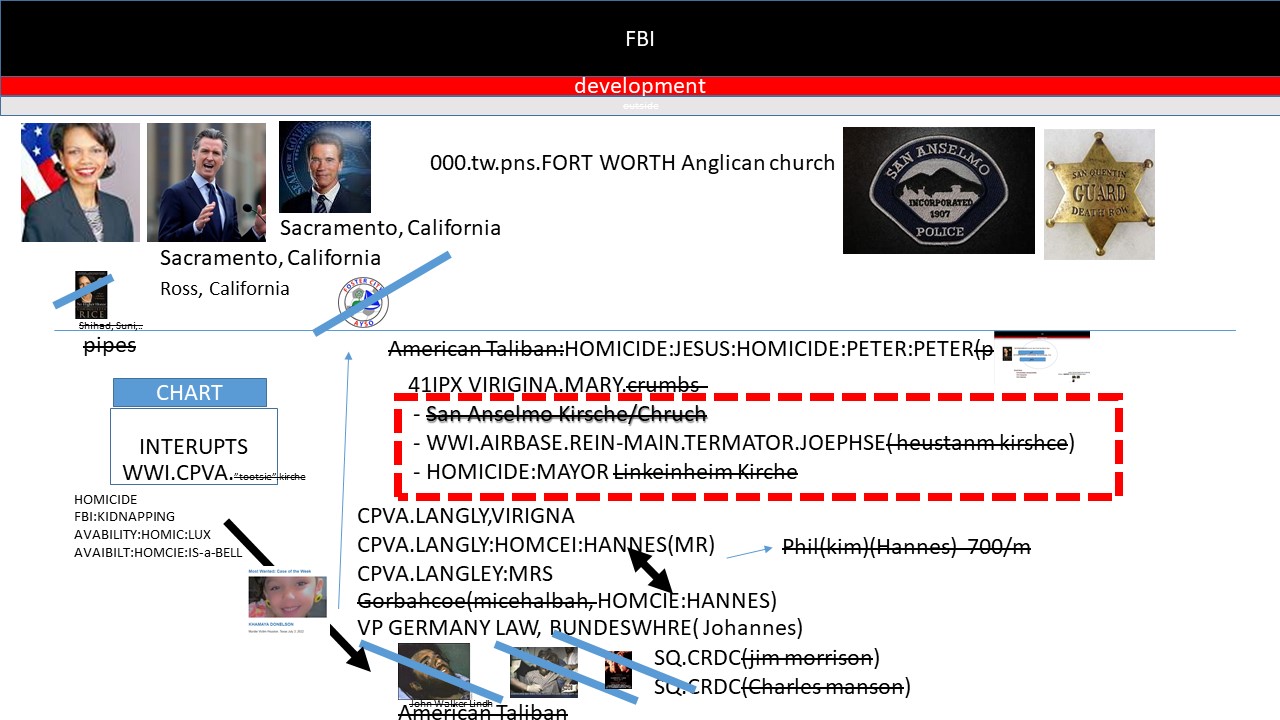 FBI
development
outside
000.tw.pns.FORT WORTH Anglican church
SAN ANSELMO
INCORPORATED
1907
POLICE
SAN QUENTIN
GUARD
DEATH ROW
Sacramento, California
Sacramento, California
Ross, California
FOSTER CITY
AYSO
RICE
Shihad, Suni,..
pipes
American Taliban:HOMICIDE:JESUS:HOMICIDE:PETER:PETER(p
41IPX VIRIGINA.MARY.crumbs
- San Anselmo Kirsche/Chruch
- WWI.AIRBASE.REIN-MAIN.TERMATOR.JOEPHSE( heustanm kirshce)
- HOMICIDE:MAYOR Linkeinheim Kirche
CHART
INTERUPTS
WWI.CPVA."tootsie" kirche
HOMICIDE
FBI:KIDNAPPING
AVABILITY:HOMIC:LUX
AVAIBILT:HOMCIE:IS-a-BELL
CPVA.LANGLY,VIRIGNA
CPVA.LANGLY:HOMCEI:HANNES(MR)
Phil(kim)(Hannes) 700/m
CPVA.LANGLEY:MRS
Gorbahcoe(micehalbah, HOMCIE:HANNES)
VP GERMANY LAW, BUNDESWHRE( Johannes)
Most Wanted: Case of the Week
KHAMAYA DONELSON
SQ.CRDC(jim morrison)
SQ.CRDC(Charles manson)
John Walker Lindh
American Taliban